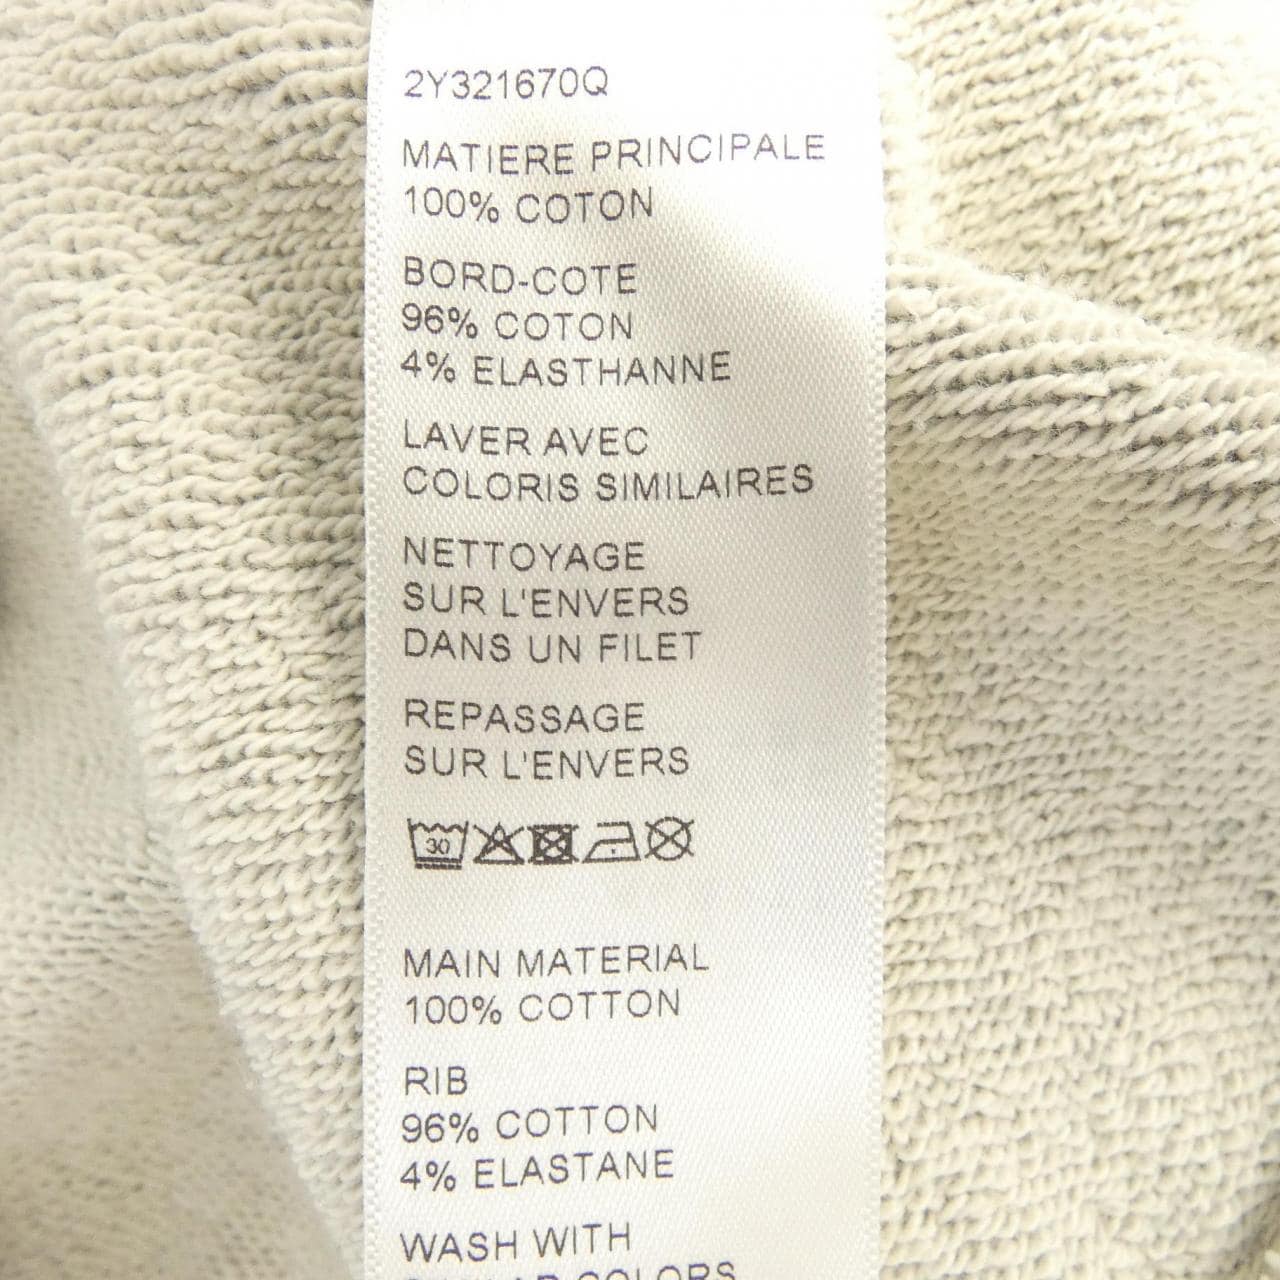 2Y321670Q
MATIERE PRINCIPALE
100% COTON
BORD-COTE
96% COTON
4% ELASTHANNE
LAVER AVEC
COLORIS SIMILAIRES
NETTOYAGE
SUR L'ENVERS
DANS UN FILET
REPASSAGE
SUR L'ENVERS
30
MAIN MATERIAL
100% COTTON
RIB
96% COTTON
4% ELASTANE
WASH WITH
COLORS